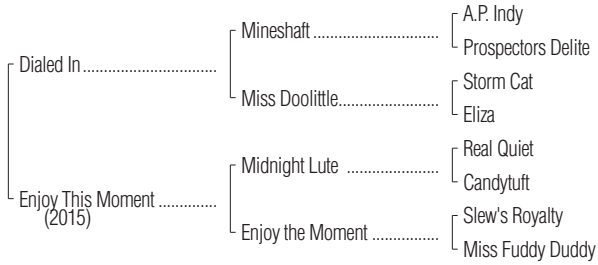 A.P. Indy
Mineshaft ........................
Prospectors Delite
Dialed In................................
Storm Cat
Miss Doolittle........................
Eliza
Real Quiet
Midnight Lute ......................
Candytuft
Enjoy This Moment ..............
(2015)
Slew's Royalty
Enjoy the Moment ................
Miss Fuddy Duddy